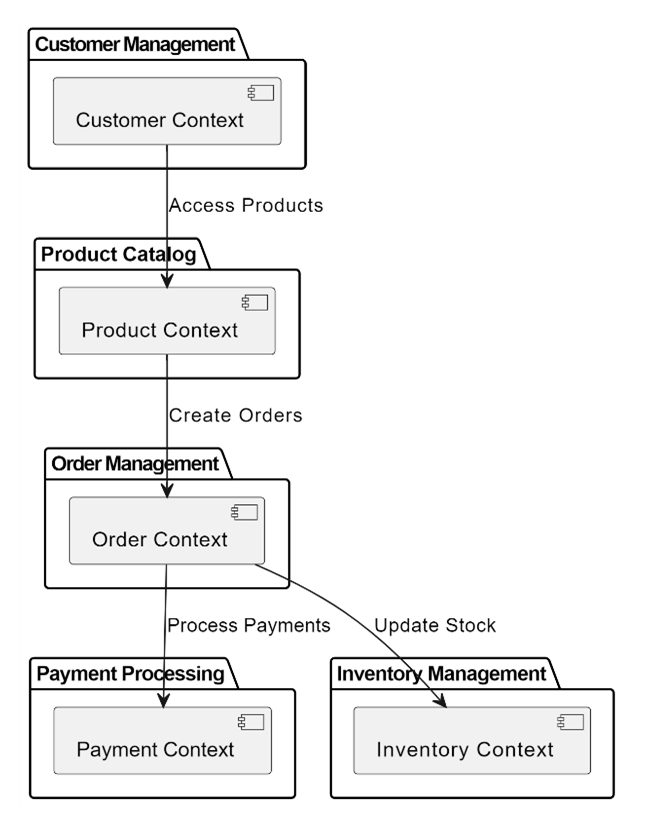 Customer Management
Customer Context
Access Products
Product Catalog
Product Context
Create Orders
Order Management
Order Context
Process Payments
Update Stock
Payment Processing
Inventory Management
Payment Context
Inventory Context